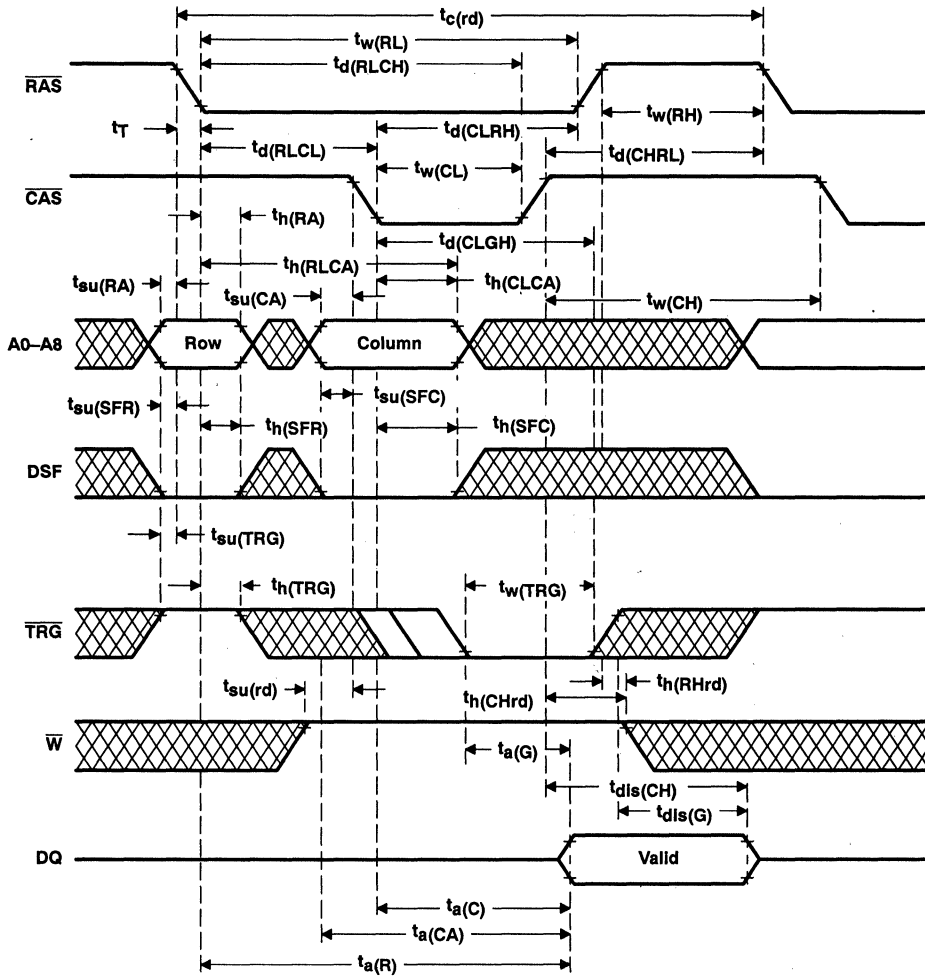 tc(rd)
tw(RL)
td(RLCH)
RAS
tT
td(CLRH)
tw(RH)
td(RLCL)
td(CHRL)
tw(CL)
CAS
th(RA)
td(CLGH)
th(RLCA)
tsu(RA)
tsu(CA)
th(CLCA)
tw(CH)
A0–A8 Row Column
tsu(SFR)
tsu(SFC)
th(SFR)
th(SFC)
DSF
tsu(TRG)
th(TRG)
tw(TRG)
TRG
tsu(rd)
th(RHrd)
th(CHrd)
W
ta(G)
tdis(CH)
tdis(G)
DQ Valid
ta(C)
ta(CA)
ta(R)